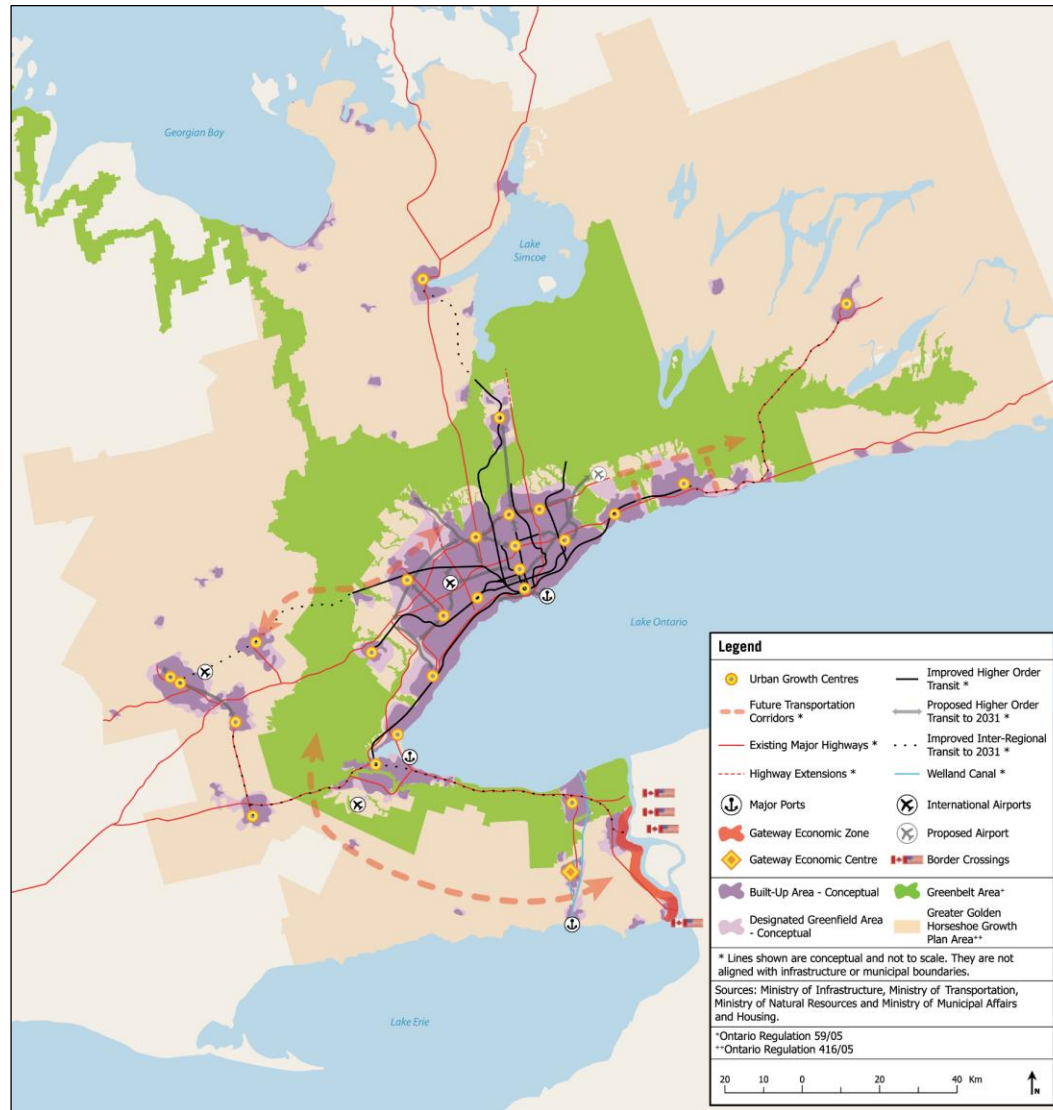 Georgian Bay
Lake
Simcoe
Lake Ontario
Lake Erie
Legend
Urban Growth Centres
Improved Higher Order
Transit *
Future Transportation
Corridors *
Proposed Higher Order
Transit to 2031 *
Existing Major Highways *
Improved Inter-Regional
Transit to 2031 *
Highway Extensions *
Welland Canal *
Major Ports
International Airports
Gateway Economic Zone
Proposed Airport
Gateway Economic Centre
Border Crossings
Built-Up Area - Conceptual
Greenbelt Area+
Designated Greenfield Area
- Conceptual
Greater Golden
Horseshoe Growth
Plan Area++
* Lines shown are conceptual and not to scale. They are not
aligned with infrastructure or municipal boundaries.
Sources: Ministry of Infrastructure, Ministry of Transportation,
Ministry of Natural Resources and Ministry of Municipal Affairs
and Housing.
+Ontario Regulation 59/05
++Ontario Regulation 416/05
20 10 0 20 40 Km
N